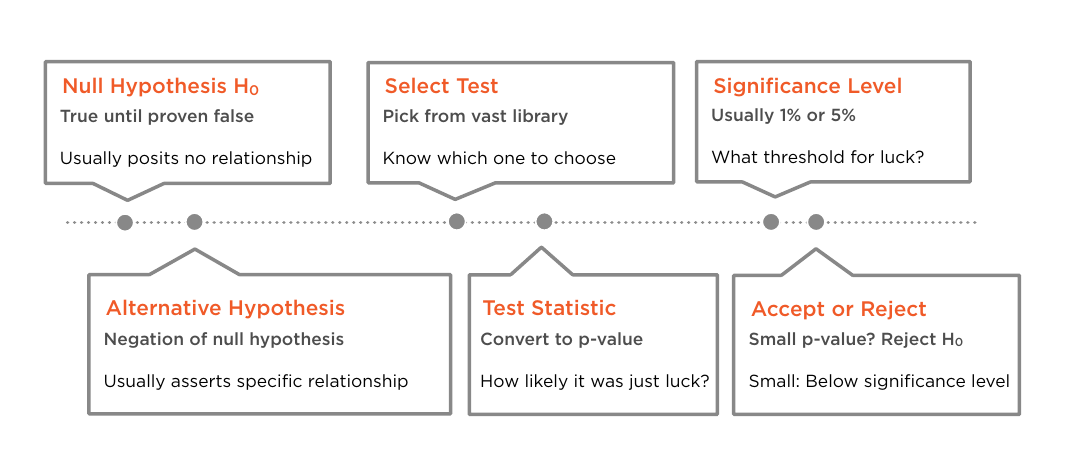 Null Hypothesis H₀
True until proven false
Usually posits no relationship
Select Test
Pick from vast library
Know which one to choose
Significance Level
Usually 1% or 5%
What threshold for luck?
Alternative Hypothesis
Negation of null hypothesis
Usually asserts specific relationship
Test Statistic
Convert to p-value
How likely it was just luck?
Accept or Reject
Small p-value? Reject H₀
Small: Below significance level